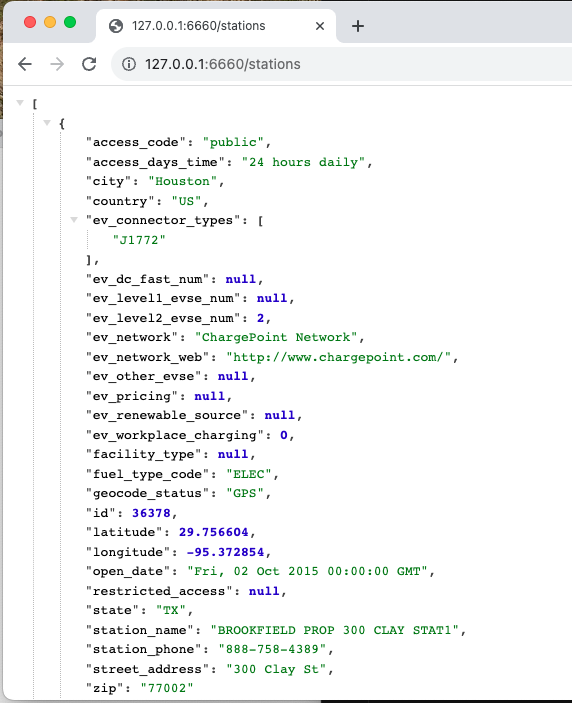 127.0.0.1:6660/stations
127.0.0.1:6660/stations
[
{
"access_code": "public",
"access_days_time": "24 hours daily",
"city": "Houston",
"country": "US",
"ev_connector_types": [
"J1772"
],
"ev_dc_fast_num": null,
"ev_level1_evse_num": null,
"ev_level2_evse_num": 2,
"ev_network": "ChargePoint Network",
"ev_network_web": "http://www.chargepoint.com/",
"ev_other_evse": null,
"ev_pricing": null,
"ev_renewable_source": null,
"ev_workplace_charging": 0,
"facility_type": null,
"fuel_type_code": "ELEC",
"geocode_status": "GPS",
"id": 36378,
"latitude": 29.756604,
"longitude": -95.372854,
"open_date": "Fri, 02 Oct 2015 00:00:00 GMT",
"restricted_access": null,
"state": "TX",
"station_name": "BROOKFIELD PROP 300 CLAY STAT1",
"station_phone": "888-758-4389",
"street_address": "300 Clay St",
"zip": "77002"